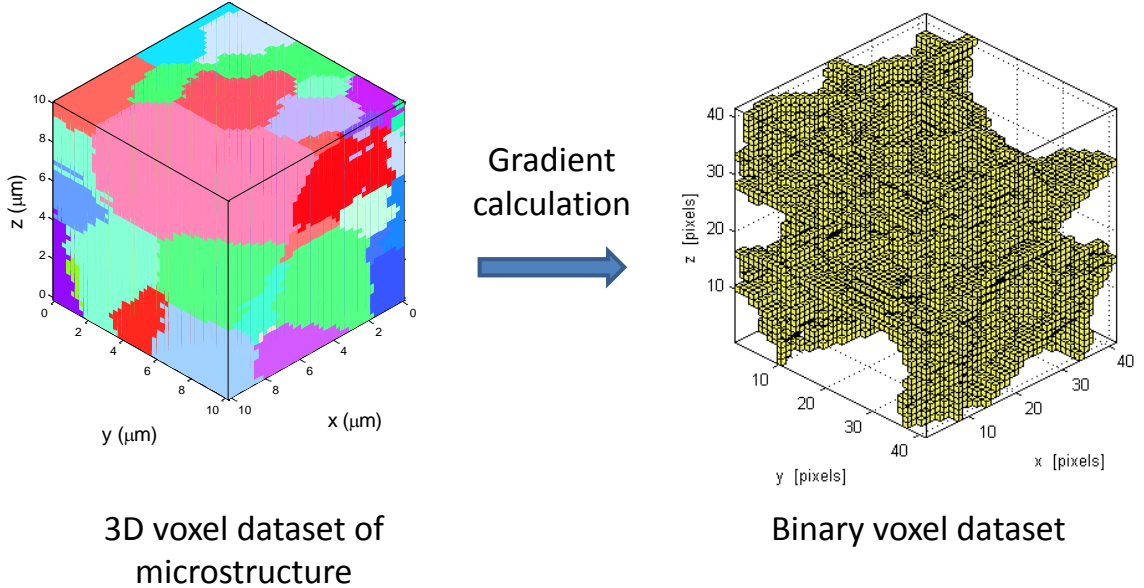 10
8
6
4
2
0
z (μm)
0
2
4
6
8
10
y (μm)
10
8
6
4
2
0
x (μm)
Gradient
calculation
40
30
20
10
z [pixels]
10
20
30
40
y [pixels]
10
20
30
40
x [pixels]
3D voxel dataset of
microstructure
Binary voxel dataset